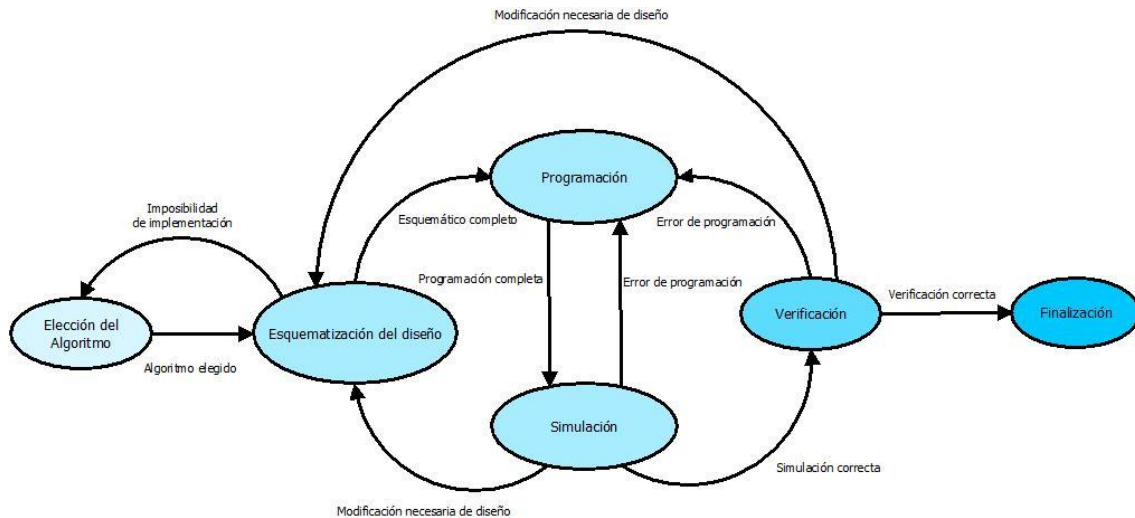 Modificación necesaria de diseño
Programación
Imposibilidad
de implementación
Esquemático completo
Error de programación
Programación completa
Error de programación
Elección del
Algoritmo
Esquematización del diseño
Verificación
Verificación correcta
Finalización
Algoritmo elegido
Simulación
Simulación correcta
Modificación necesaria de diseño